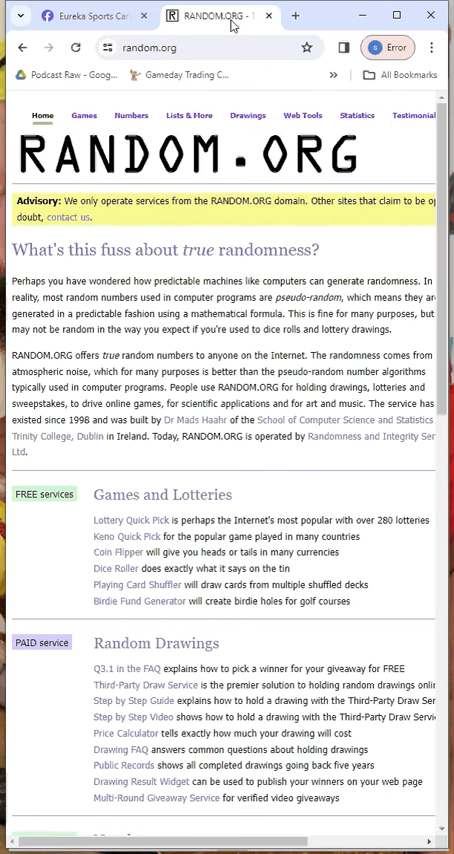 Eureka Sports Car
RANDOM.ORG - T
random.org
s Error
Podcast Raw - Goog...
Gameday Trading C...
All Bookmarks
Home Games Numbers Lists & More Drawings Web Tools Statistics Testimonial
RANDOM.ORG
Advisory: We only operate services from the RANDOM.ORG domain. Other sites that claim to be op
doubt, contact us.
What's this fuss about true randomness?
Perhaps you have wondered how predictable machines like computers can generate randomness. In
reality, most random numbers used in computer programs are pseudo-random, which means they are
generated in a predictable fashion using a mathematical formula. This is fine for many purposes, but
may not be random in the way you expect if you're used to dice rolls and lottery drawings.
RANDOM.ORG offers true random numbers to anyone on the Internet. The randomness comes from
atmospheric noise, which for many purposes is better than the pseudo-random number algorithms
typically used in computer programs. People use RANDOM.ORG for holding drawings, lotteries and
sweepstakes, to drive online games, for scientific applications and for art and music. The service has
existed since 1998 and was built by Dr Mads Haahr of the School of Computer Science and Statistics
Trinity College, Dublin in Ireland. Today, RANDOM.ORG is operated by Randomness and Integrity Ser
Ltd.
FREE services
Games and Lotteries
Lottery Quick Pick is perhaps the Internet's most popular with over 280 lotteries
Keno Quick Pick for the popular game played in many countries
Coin Flipper will give you heads or tails in many currencies
Dice Roller does exactly what it says on the tin
Playing Card Shuffler will draw cards from multiple shuffled decks
Birdie Fund Generator will create birdie holes for golf courses
PAID service
Random Drawings
Q3.1 in the FAQ explains how to pick a winner for your giveaway for FREE
Third-Party Draw Service is the premier solution to holding random drawings onlin
Step by Step Guide explains how to hold a drawing with the Third-Party Draw Ser
Step by Step Video shows how to hold a drawing with the Third-Party Draw Servi
Price Calculator tells exactly how much your drawing will cost
Drawing FAQ answers common questions about holding drawings
Public Records shows all completed drawings going back five years
Drawing Result Widget can be used to publish your winners on your web page
Multi-Round Giveaway Service for verified video giveaways